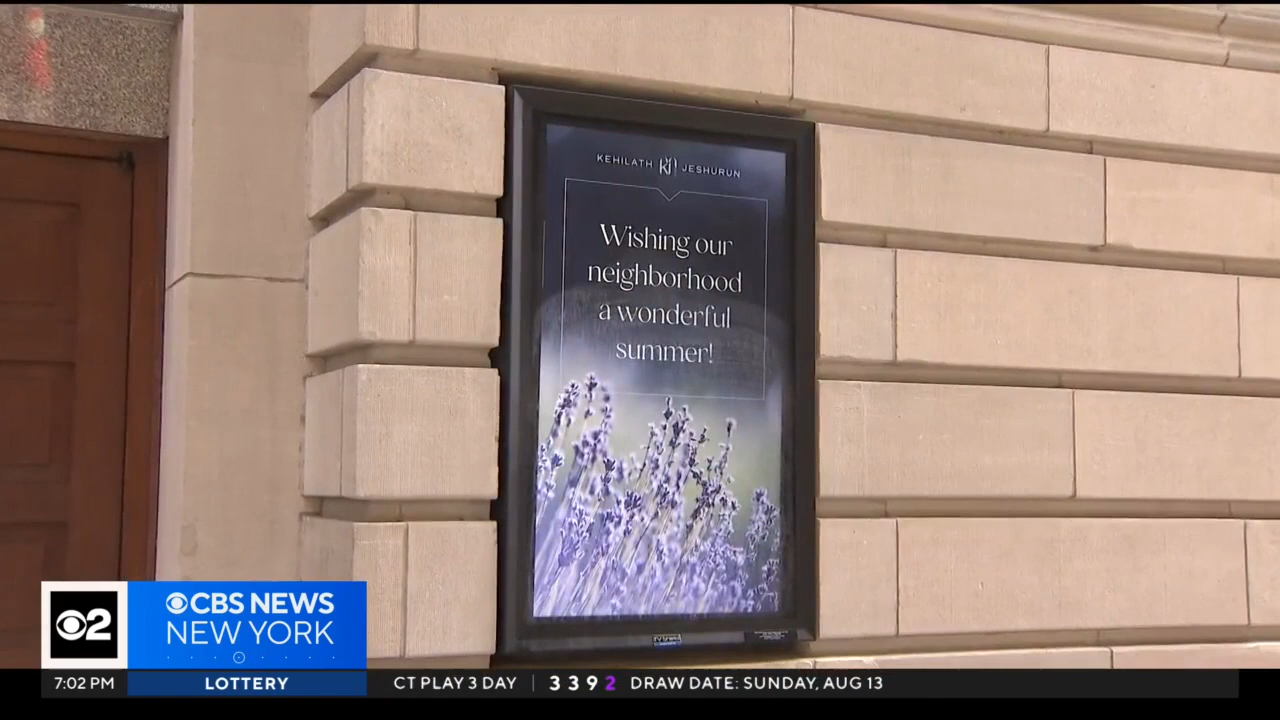 KEHILATH KJ JESHURUN
Wishing our
neighborhood
a wonderful
summer!
2
CBS NEWS
NEW YORK
7:02 PM LOTTERY CT PLAY 3 DAY 3 3 9 2 DRAW DATE: SUNDAY, AUG 13